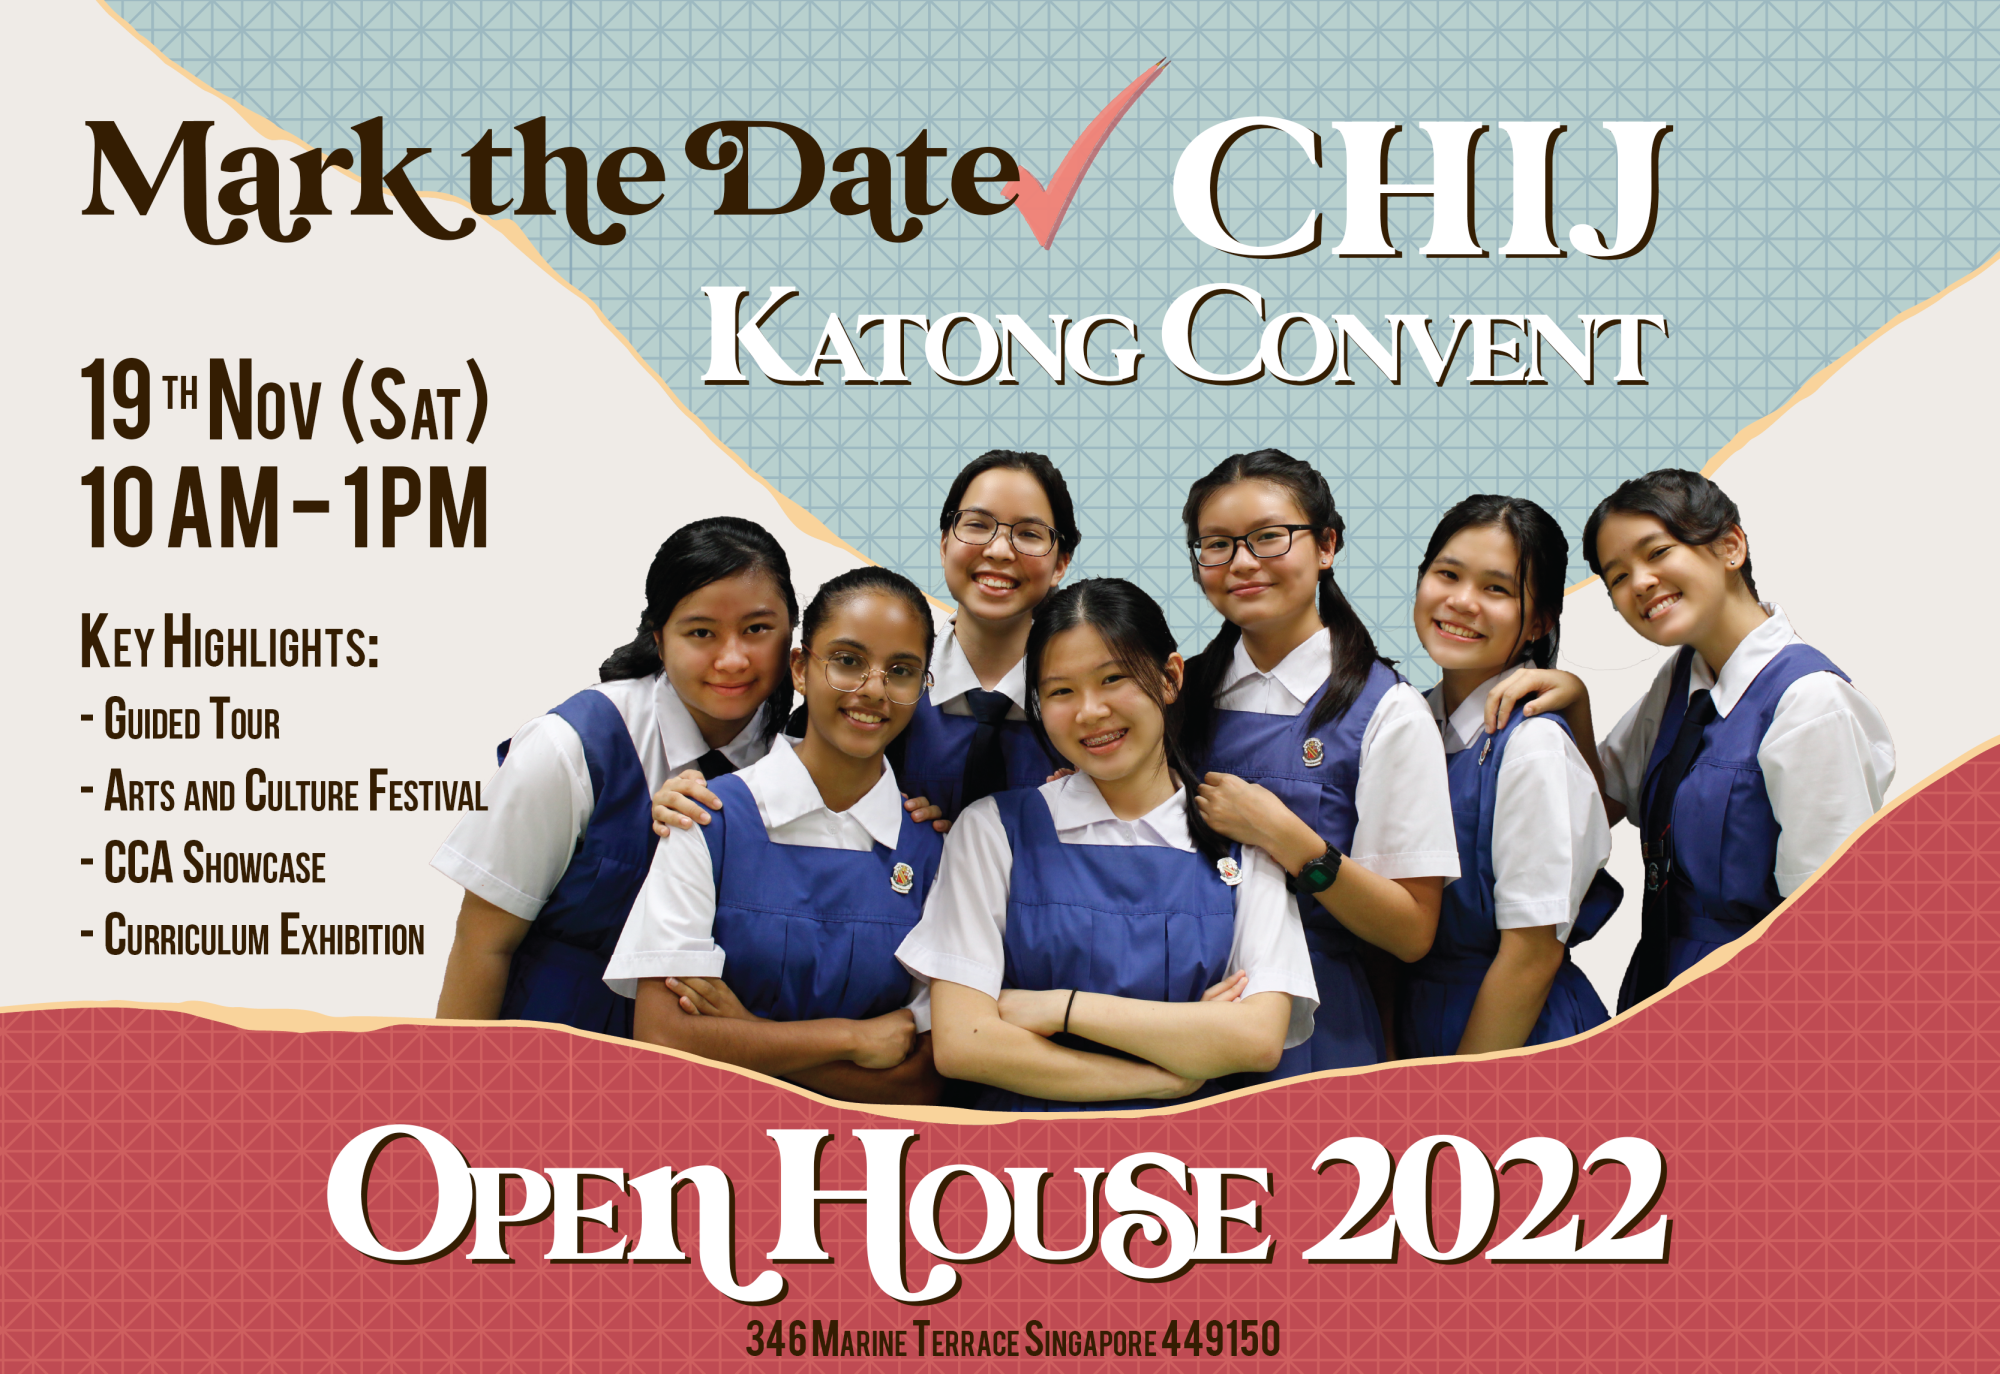 Mark the Date
CHIJ
Katong Convent
19th Nov (Sat)
10 AM – 1PM
Key Highlights:
- Guided Tour
- Arts and Culture Festival
- CCA Showcase
- Curriculum Exhibition
Open House 2022
346 Marine Terrace Singapore 449150